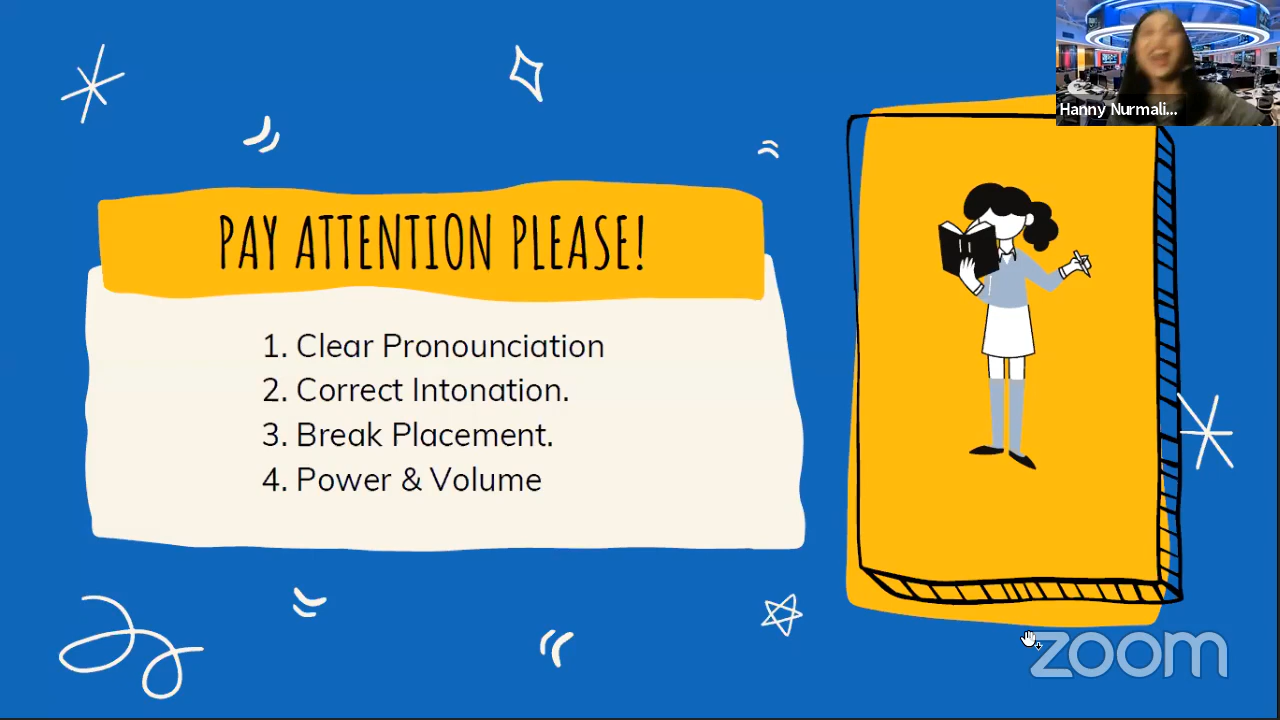 Hanny Nurmali...
PAY ATTENTION PLEASE!
1. Clear Pronounciation
2. Correct Intonation.
3. Break Placement.
4. Power & Volume
zoom